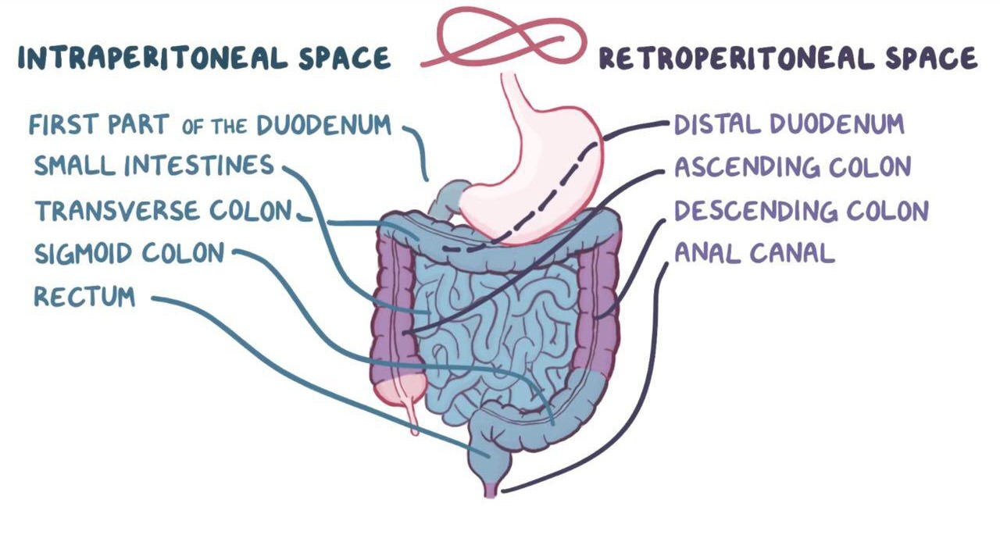 INTRAPERITONEAL SPACE
FIRST PART OF THE DUODENUM
SMALL INTESTINES
TRANSVERSE COLON
SIGMOID COLON
RECTUM
RETROPERITONEAL SPACE
DISTAL DUODENUM
ASCENDING COLON
DESCENDING COLON
ANAL CANAL